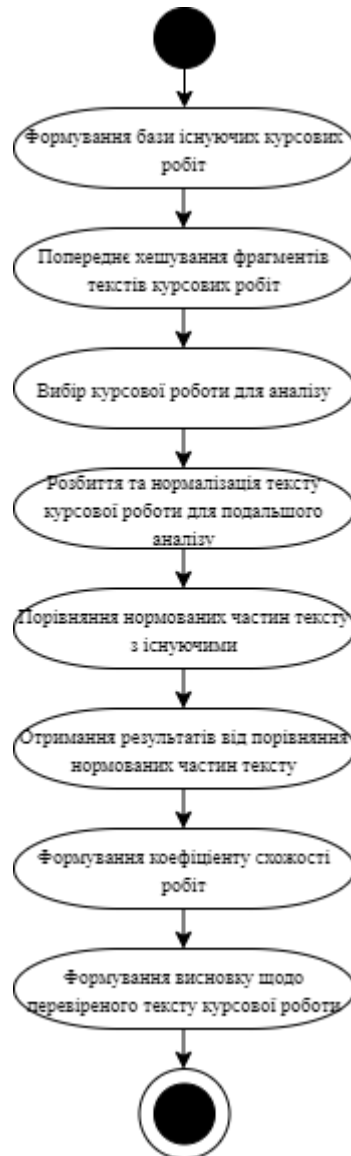 Формування бази існуючих курсових
робіт
Попереднє хешування фрагментів
текстів курсових робіт
Вибір курсової роботи для аналізу
Розбиття та нормалізація тексту
курсової роботи для подальшого
аналізу
Порівняння нормованих частин тексту
з існуючими
Отримання результатів від порівняння
нормованих частин тексту
Формування коефіціенту схожості
робіт
Формування висновку щодо
перевіреного тексту курсової роботи